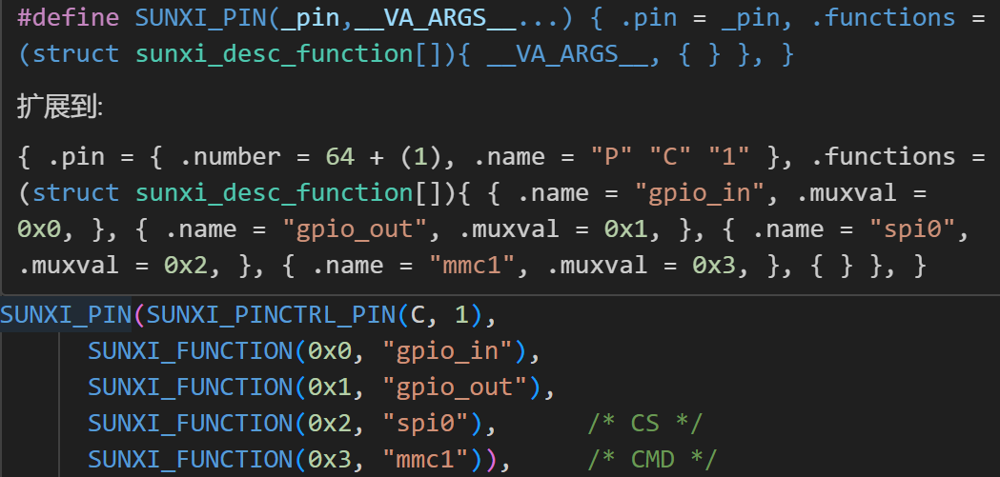 #define SUNXI_PIN(_pin,__VA_ARGS__...) { .pin = _pin, .functions =
(struct sunxi_desc_function[]){ __VA_ARGS__, { } }, }
扩展到:
{ .pin = { .number = 64 + (1), .name = "P" "C" "1" }, .functions =
(struct sunxi_desc_function[]){ { .name = "gpio_in", .muxval =
0x0, }, { .name = "gpio_out", .muxval = 0x1, }, { .name = "spi0",
.muxval = 0x2, }, { .name = "mmc1", .muxval = 0x3, }, { } }, }
SUNXI_PIN(SUNXI_PINCTRL_PIN(C, 1),
SUNXI_FUNCTION(0x0, "gpio_in"),
SUNXI_FUNCTION(0x1, "gpio_out"),
SUNXI_FUNCTION(0x2, "spi0"), /* CS */
SUNXI_FUNCTION(0x3, "mmc1")), /* CMD */